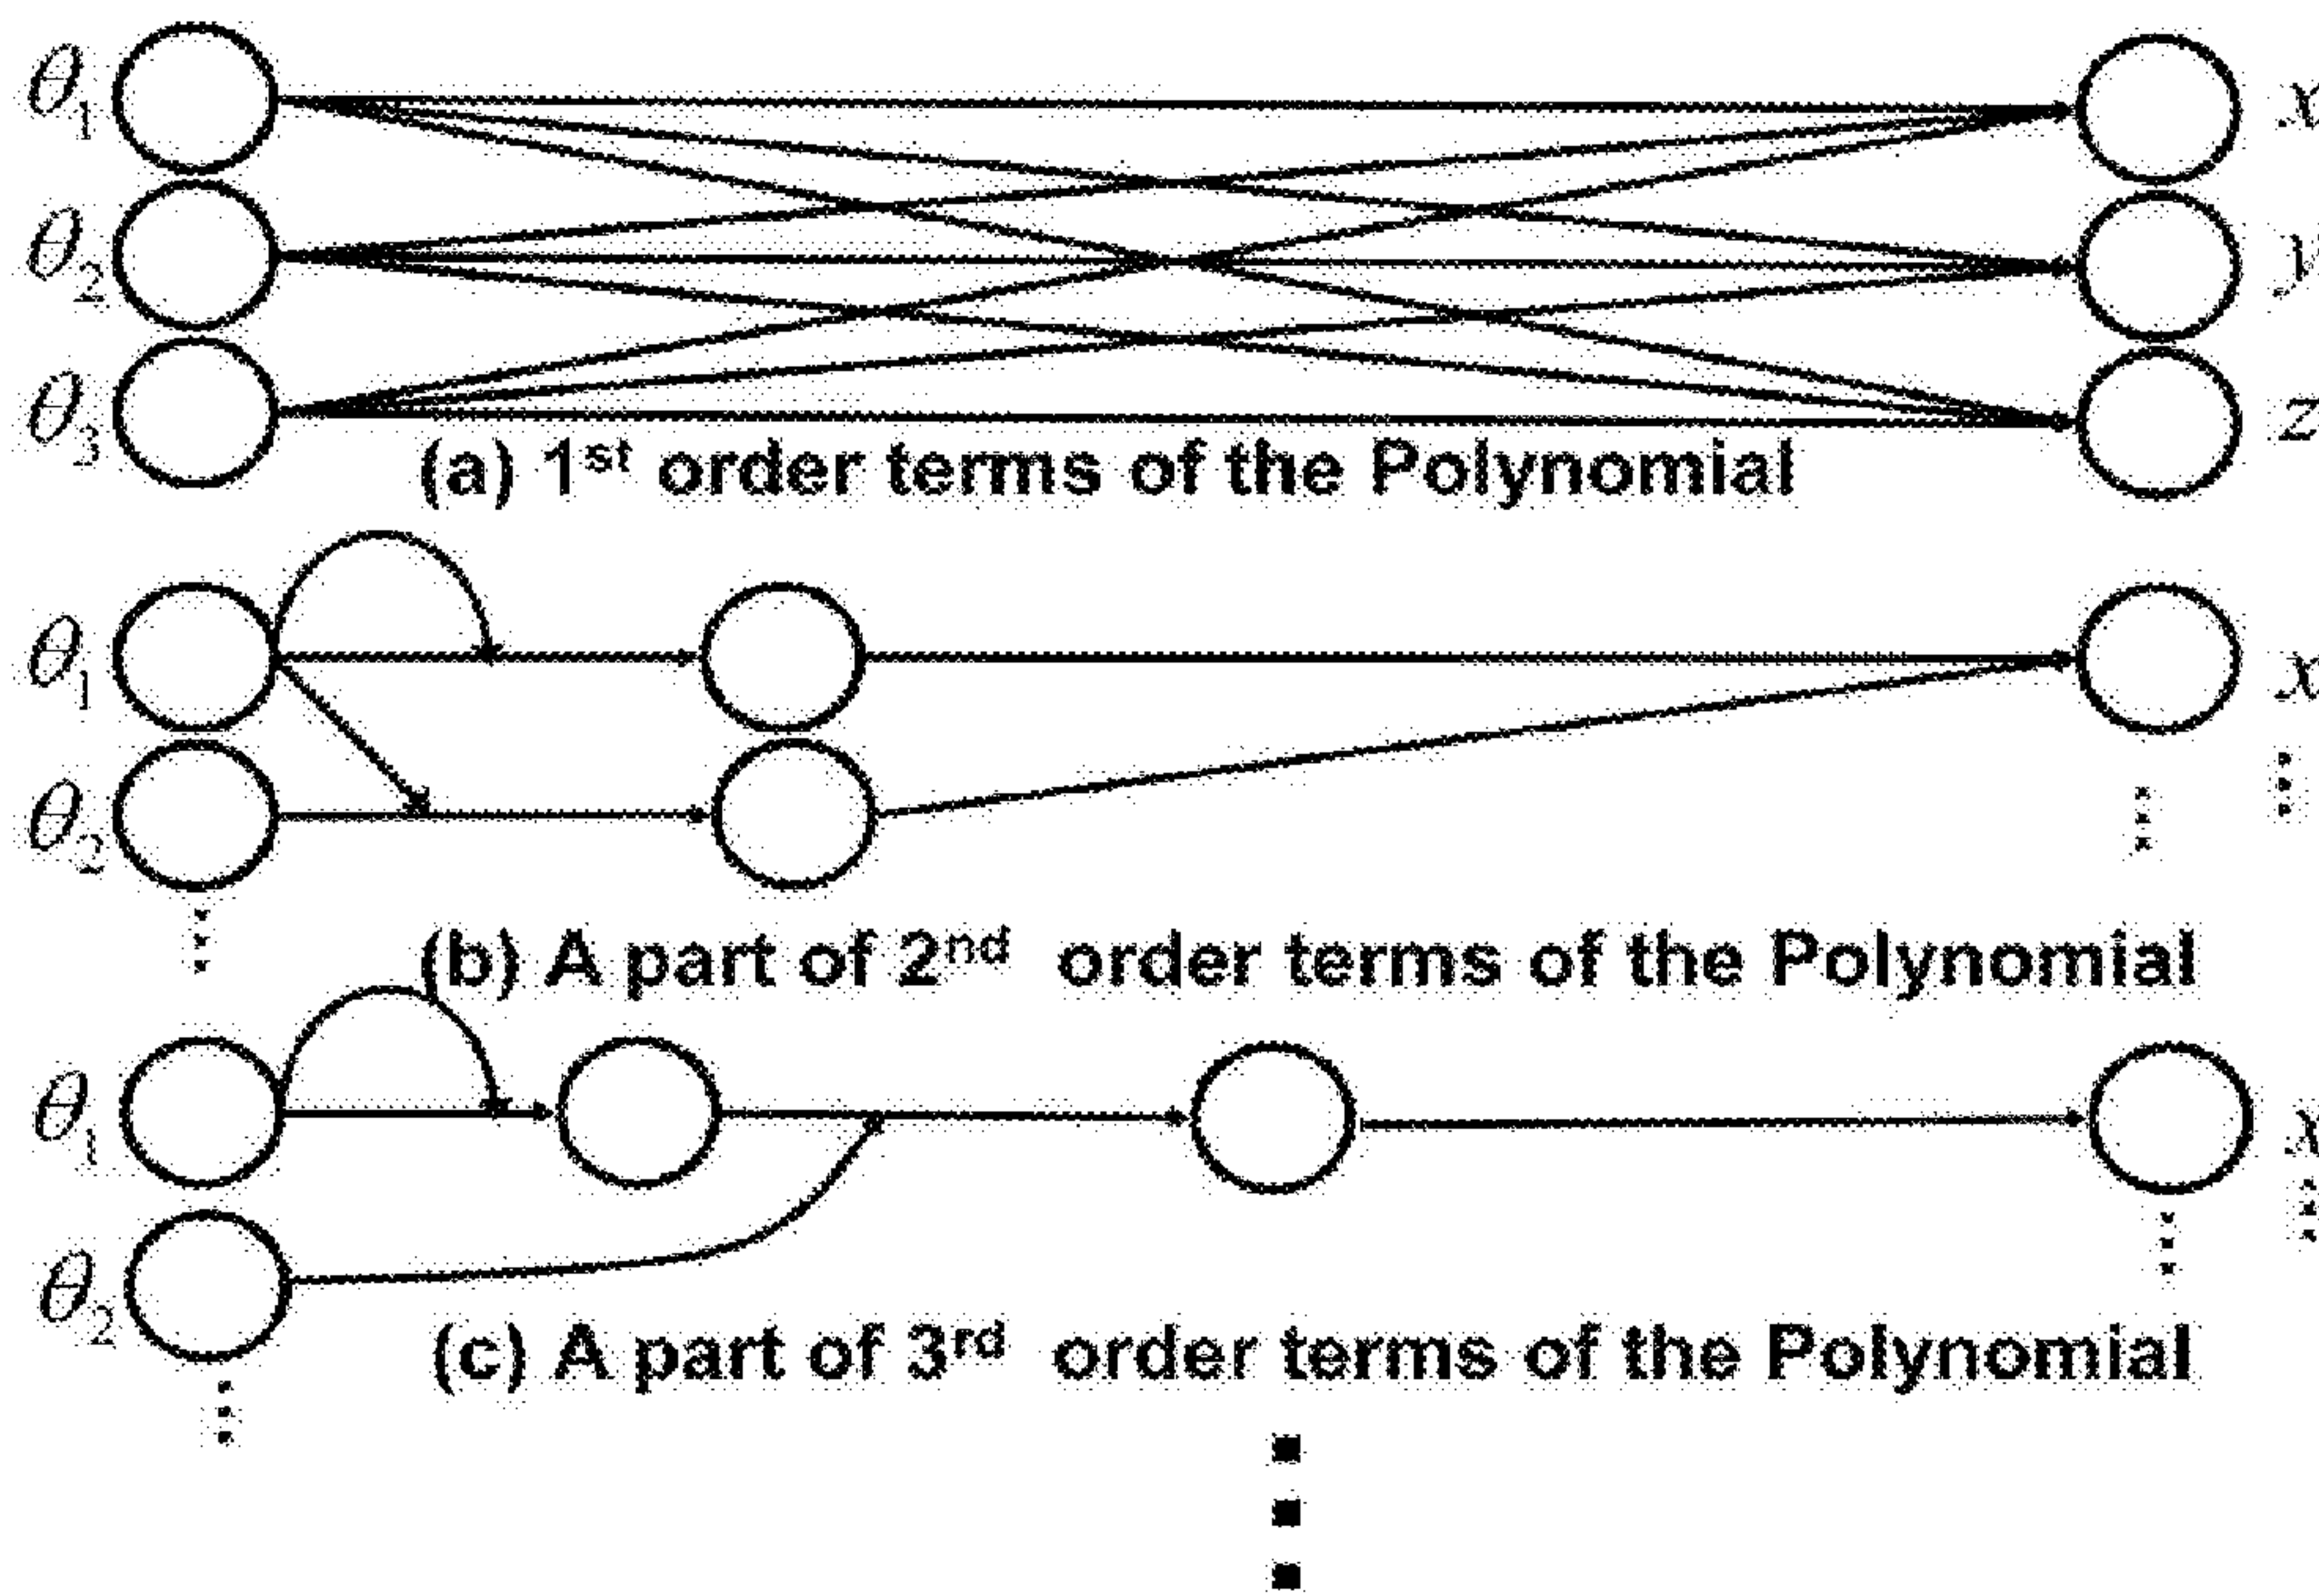 θ₁ x
θ₂ y
θ₃ z
(a) 1ˢᵗ order terms of the Polynomial
θ₁ x
θ₂
(b) A part of 2ⁿᵈ order terms of the Polynomial
θ₁ x
θ₂
(c) A part of 3ʳᵈ order terms of the Polynomial